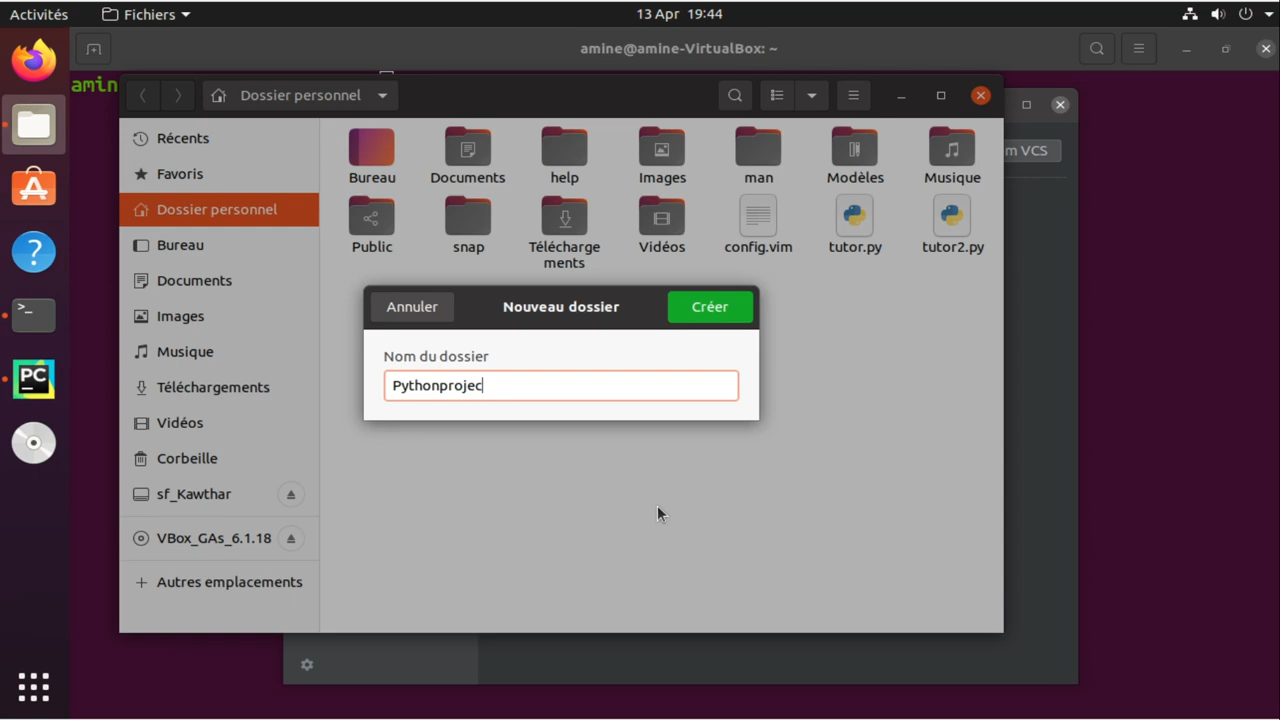 Activités
Fichiers
13 Apr 19:44
amine@amine-VirtualBox: ~
amin
Dossier personnel
m VCS
Récents
Favoris
Dossier personnel
Bureau
Documents
Images
Musique
Téléchargements
Vidéos
Corbeille
sf_Kawthar
VBox_GAs_6.1.18
+ Autres emplacements
Bureau
Documents
help
Images
man
Modèles
Musique
Public
snap
Télécharge
ments
Vidéos
config.vim
tutor.py
tutor2.py
Annuler
Nouveau dossier
Créer
Nom du dossier
Pythonprojec
PC
>_
?